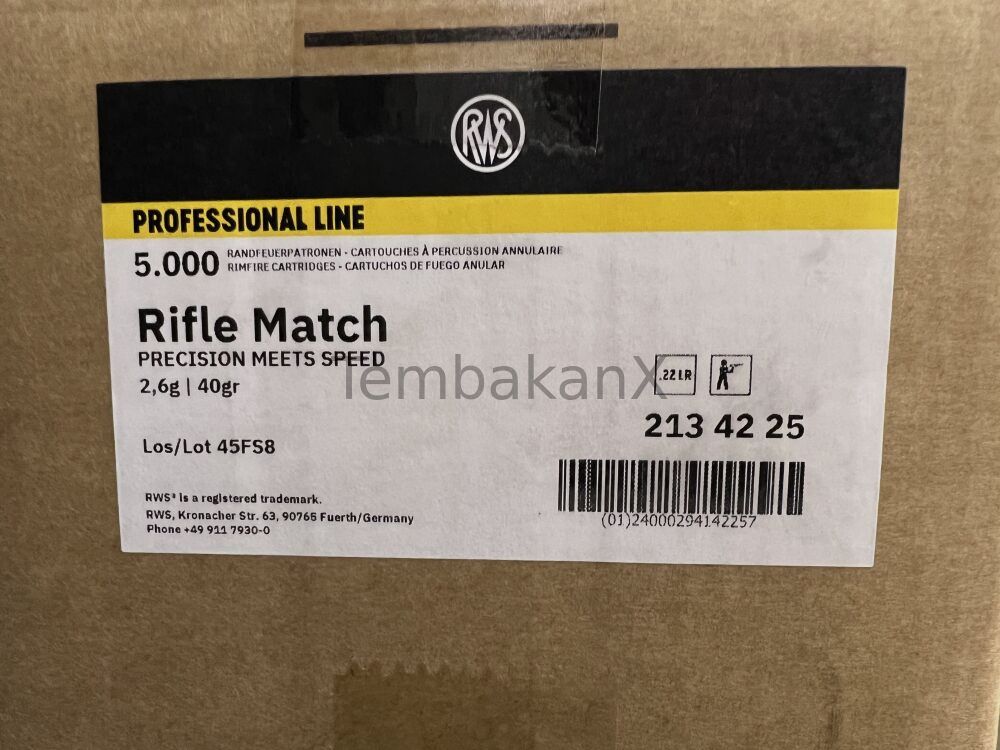 RWS
PROFESSIONAL LINE
5.000 RANDFEUERPATRONEN - CARTOUCHES À PERCUSSION ANNULAIRE
RIMFIRE CARTRIDGES - CARTUCHOS DE FUEGO ANULAR
Rifle Match
PRECISION MEETS SPEED
2,6g | 40gr
TembakanX
.22 LR
213 42 25
Los/Lot 45FS8
(01)24000294142257
RWS® is a registered trademark.
RWS, Kronacher Str. 63, 90765 Fuerth/Germany
Phone +49 911 7930-0